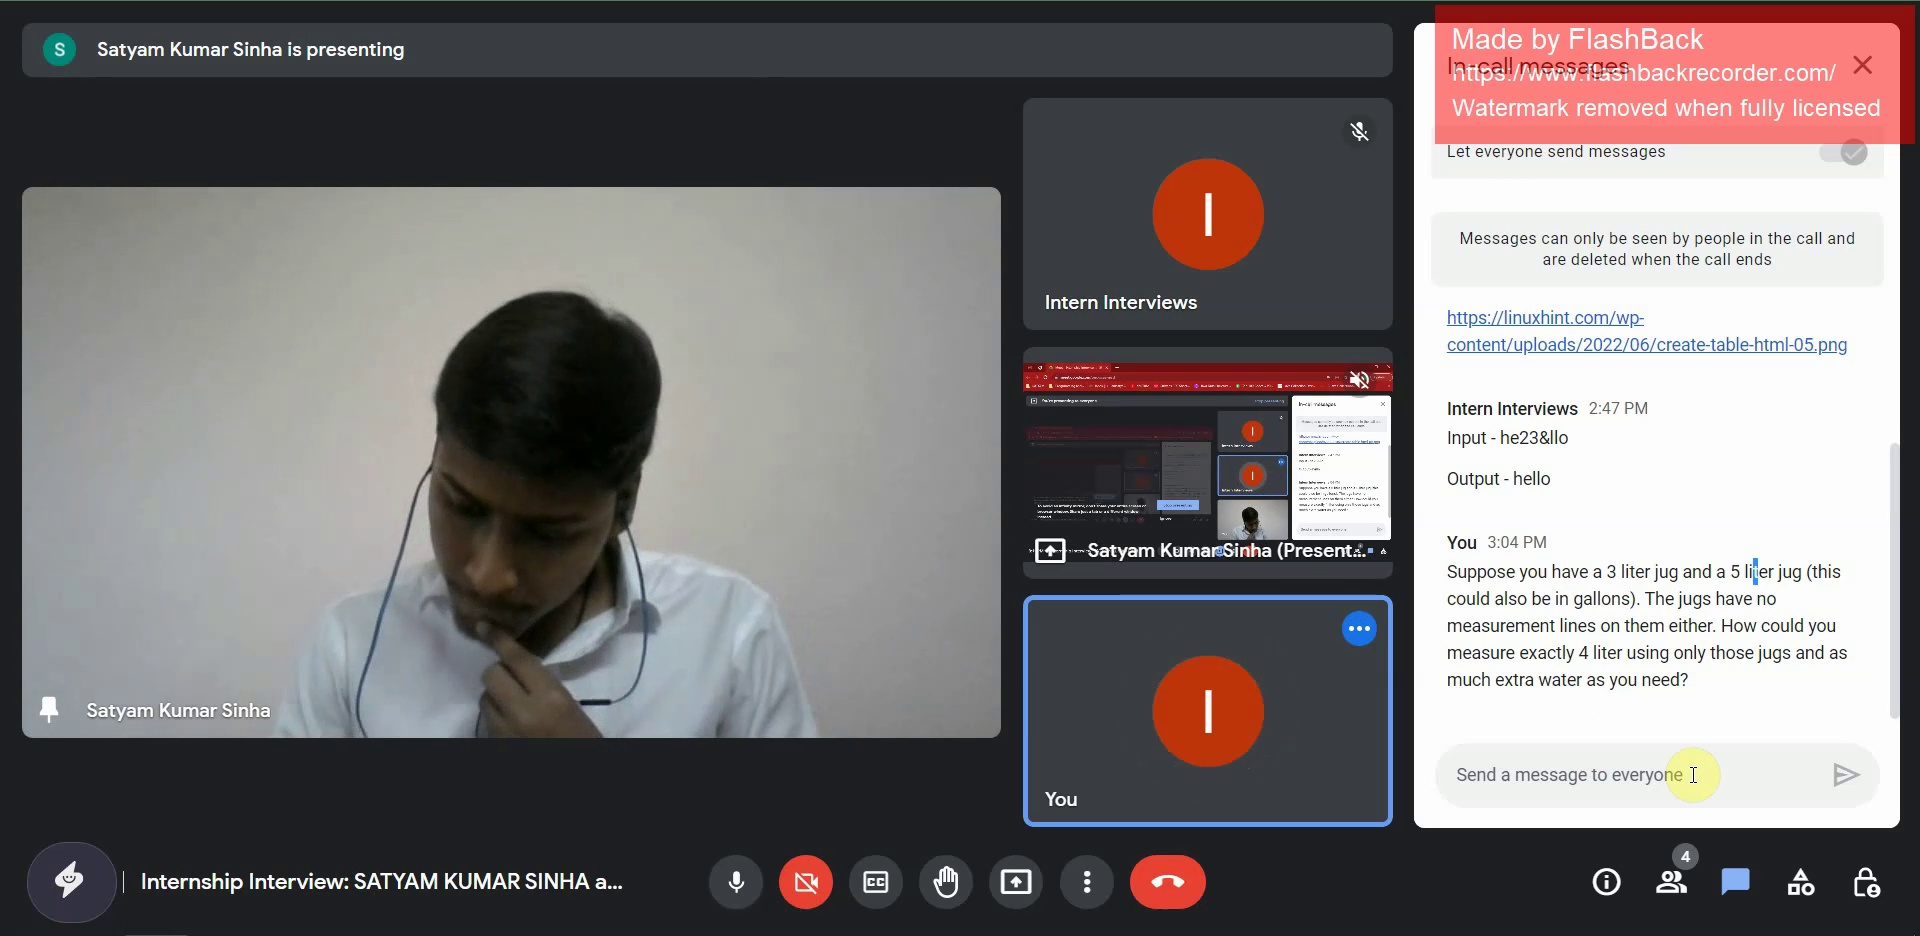 S
Satyam Kumar Sinha is presenting
Made by FlashBack
In-call messages
https://www.flashbackrecorder.com/
Watermark removed when fully licensed
Let everyone send messages
Messages can only be seen by people in the call and
are deleted when the call ends
https://linuxhint.com/wp-
content/uploads/2022/06/create-table-html-05.png
Intern Interviews 2:47 PM
Input - he23&llo
Output - hello
You 3:04 PM
Suppose you have a 3 liter jug and a 5 liter jug (this
could also be in gallons). The jugs have no
measurement lines on them either. How could you
measure exactly 4 liter using only those jugs and as
much extra water as you need?
Send a message to everyone
I
Intern Interviews
In-call messages
Satyam Kumar Sinha (Present...
I
You
Satyam Kumar Sinha
Internship Interview: SATYAM KUMAR SINHA a...
CC
4